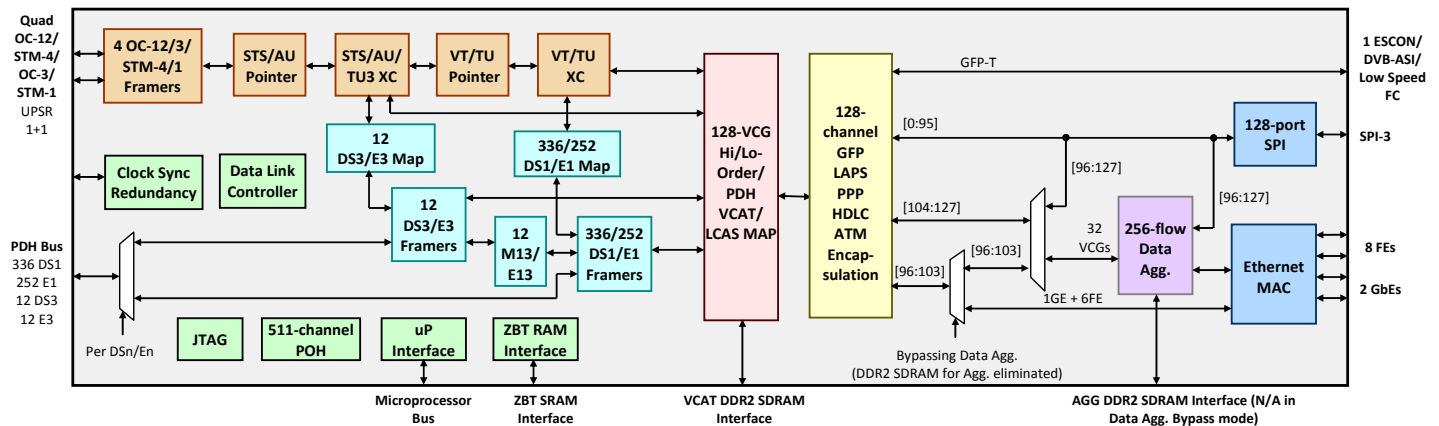 Quad
OC-12/
STM-4/
OC-3/
STM-1
UPSR
1+1
4 OC-12/3/
STM-4/1
Framers
STS/AU
Pointer
STS/AU/
TU3 XC
VT/TU
Pointer
VT/TU
XC
12
DS3/E3 Map
336/252
DS1/E1 Map
Clock Sync
Redundancy
Data Link
Controller
12
DS3/E3
Framers
12
M13/
E13
336/252
DS1/E1
Framers
PDH Bus
336 DS1
252 E1
12 DS3
12 E3
Per DSn/En
JTAG
511-channel
POH
uP
Interface
ZBT RAM
Interface
Microprocessor
Bus
ZBT SRAM
Interface
128-VCG
Hi/Lo-
Order/
PDH
VCAT/
LCAS MAP
VCAT DDR2 SDRAM
Interface
128-
channel
GFP
LAPS
PPP
HDLC
ATM
Encap-
sulation
GFP-T
[0:95]
[96:127]
[104:127]
[96:103]
[96:103]
[96:127]
32
VCGs
1GE + 6FE
Bypassing Data Agg.
(DDR2 SDRAM for Agg. eliminated)
256-flow
Data
Agg.
128-port
SPI
Ethernet
MAC
AGG DDR2 SDRAM Interface (N/A in
Data Agg. Bypass mode)
1 ESCON/
DVB-ASI/
Low Speed
FC
SPI-3
8 FEs
2 GbEs